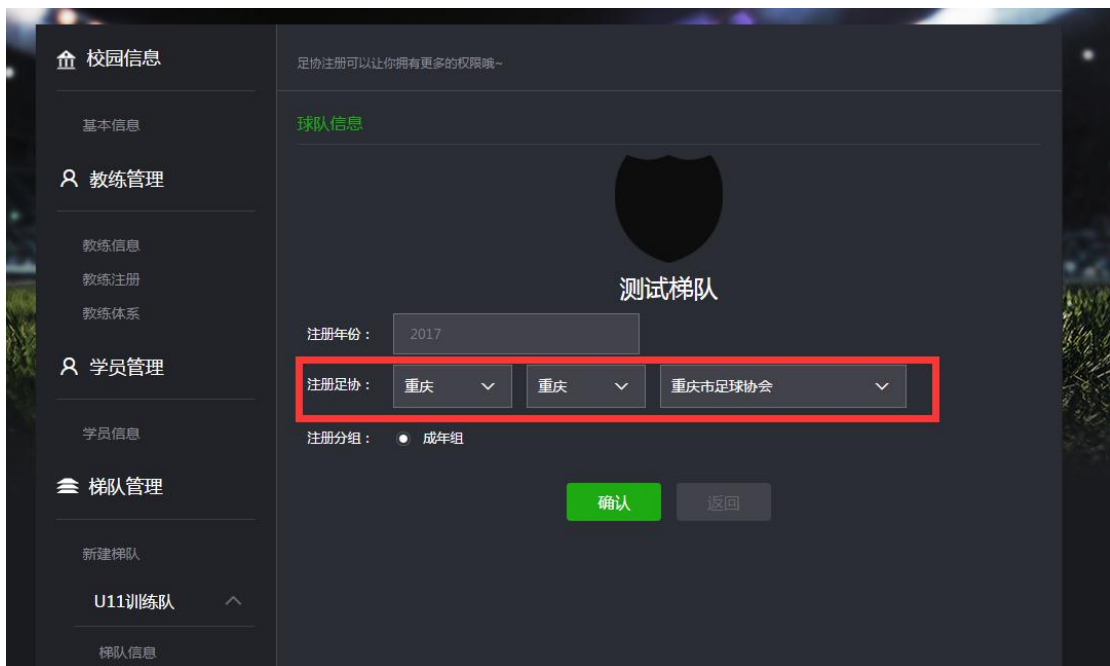 校园信息
基本信息
教练管理
教练信息
教练注册
教练体系
学员管理
学员信息
梯队管理
新建梯队
U11训练队
梯队信息
足协注册可以让你拥有更多的权限哦~
球队信息
测试梯队
注册年份： 2017
注册足协： 重庆 重庆 重庆市足球协会
注册分组： 成年组
确认 返回